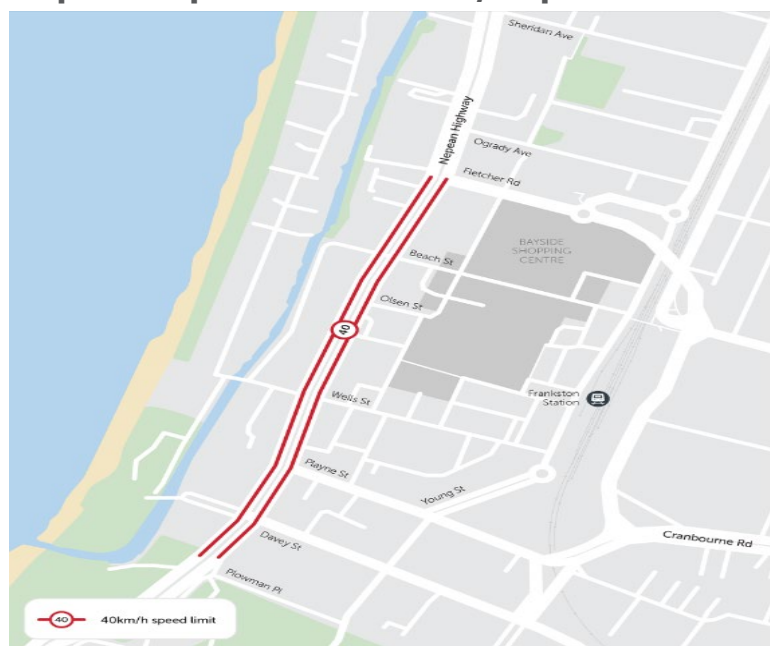 Sheridan Ave
Nepean Highway
Ogrady Ave
Fletcher Rd
BAYSIDE
SHOPPING
CENTRE
Beach St
Olsen St
40
Wells St
Frankston
Station
Playne St
Young St
Davey St
Cranbourne Rd
Plowman Pl
40 40km/h speed limit